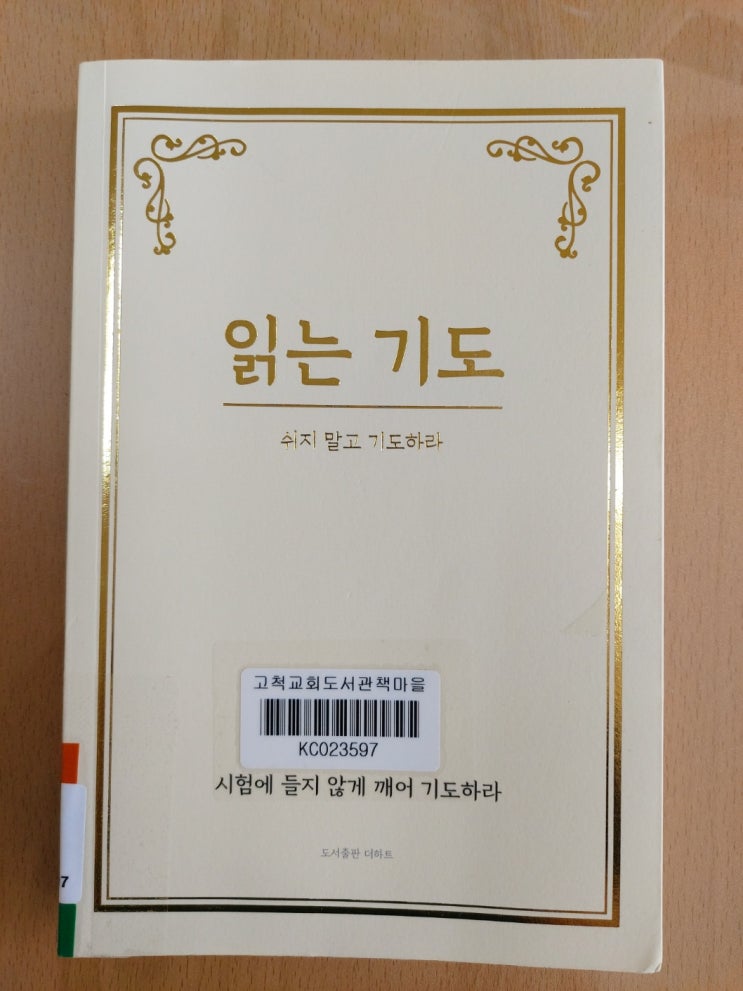 읽는 기도
쉬지 말고 기도하라
고척교회도서관책마을
KC023597
시험에 들지 않게 깨어 기도하라
도서출판 더하트
7